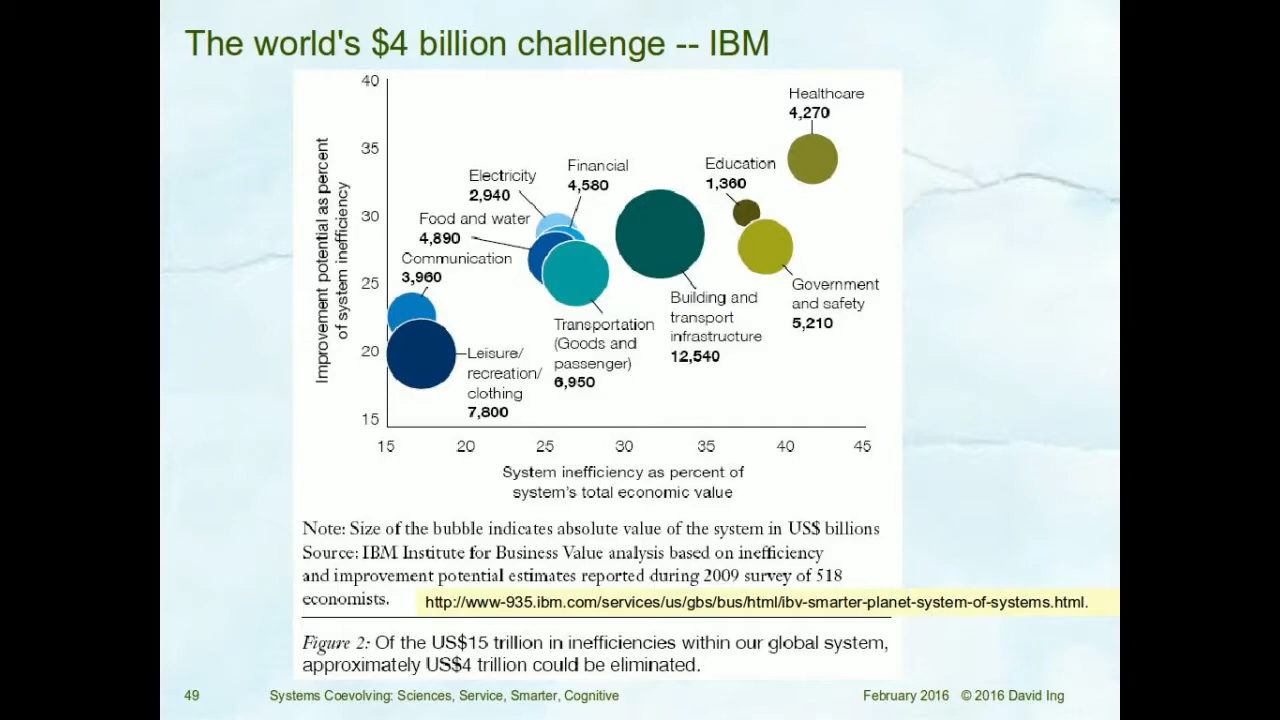 The world's $4 billion challenge -- IBM
Improvement potential as percent
of system inefficiency
40
35
30
25
20
15
Healthcare
4,270
Education
1,360
Financial
4,580
Electricity
2,940
Food and water
4,890
Communication
3,960
Government
and safety
5,210
Building and
transport
infrastructure
12,540
Transportation
(Goods and
passenger)
6,950
Leisure/
recreation/
clothing
7,800
15 20 25 30 35 40 45
System inefficiency as percent of
system's total economic value
Note: Size of the bubble indicates absolute value of the system in US$ billions
Source: IBM Institute for Business Value analysis based on inefficiency
and improvement potential estimates reported during 2009 survey of 518
economists.
http://www-935.ibm.com/services/us/gbs/bus/html/ibv-smarter-planet-system-of-systems.html.
Figure 2: Of the US$15 trillion in inefficiencies within our global system,
approximately US$4 trillion could be eliminated.
49 Systems Coevolving: Sciences, Service, Smarter, Cognitive February 2016 © 2016 David Ing